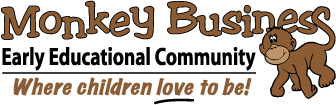 Monkey Business
Early Educational Community
Where children love to be!